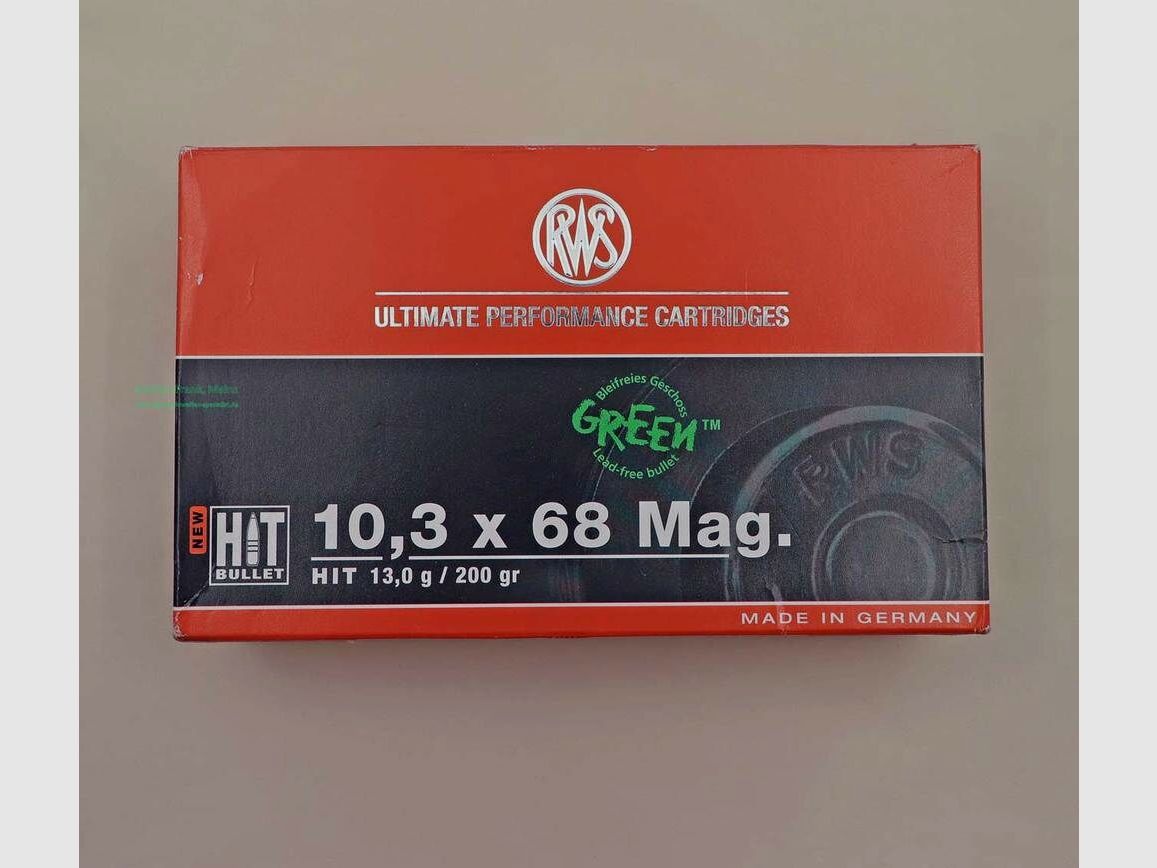 RWS
ULTIMATE PERFORMANCE CARTRIDGES
Bleifreies Geschoss
GREEN™
Lead-free bullet
RWS
NEW
HIT
BULLET
10,3 x 68 Mag.
HIT 13,0 g / 200 gr
MADE IN GERMANY